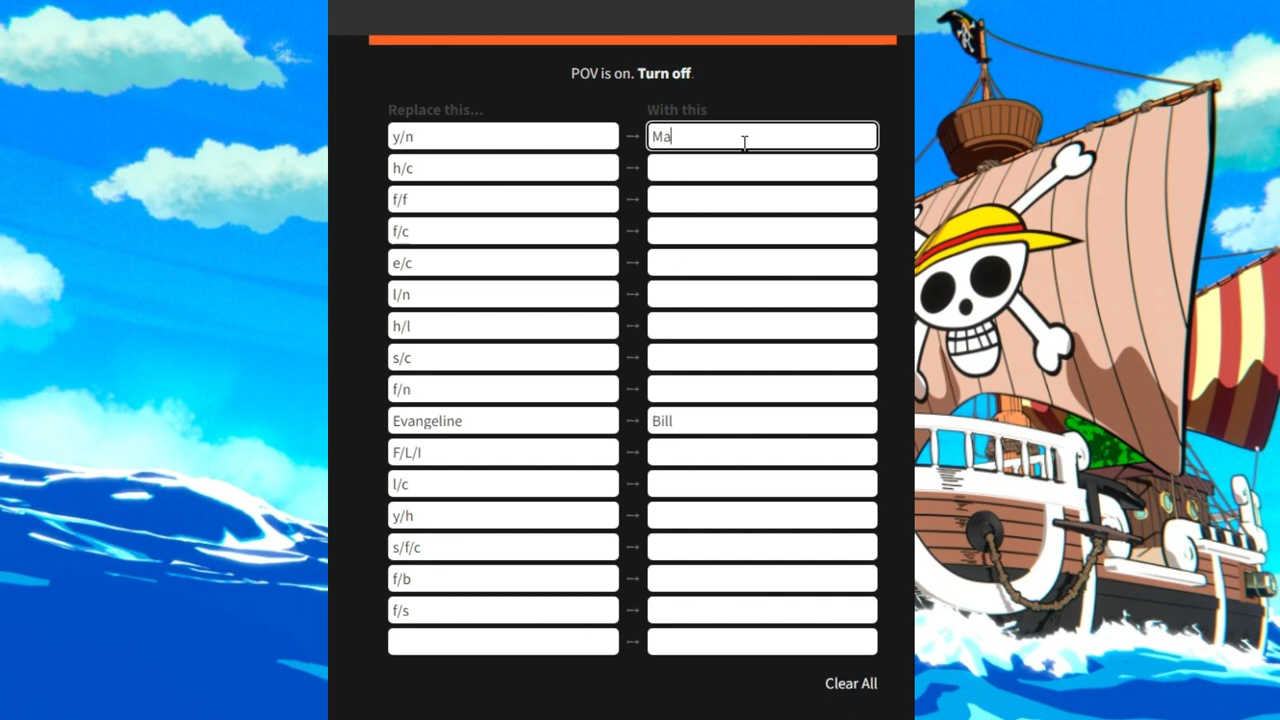 POV is on. Turn off.
Replace this... With this
y/n → Ma
h/c →
f/f →
f/c →
e/c →
l/n →
h/l →
s/c →
f/n →
Evangeline → Bill
F/L/I →
l/c →
y/h →
s/f/c →
f/b →
f/s →
→
Clear All